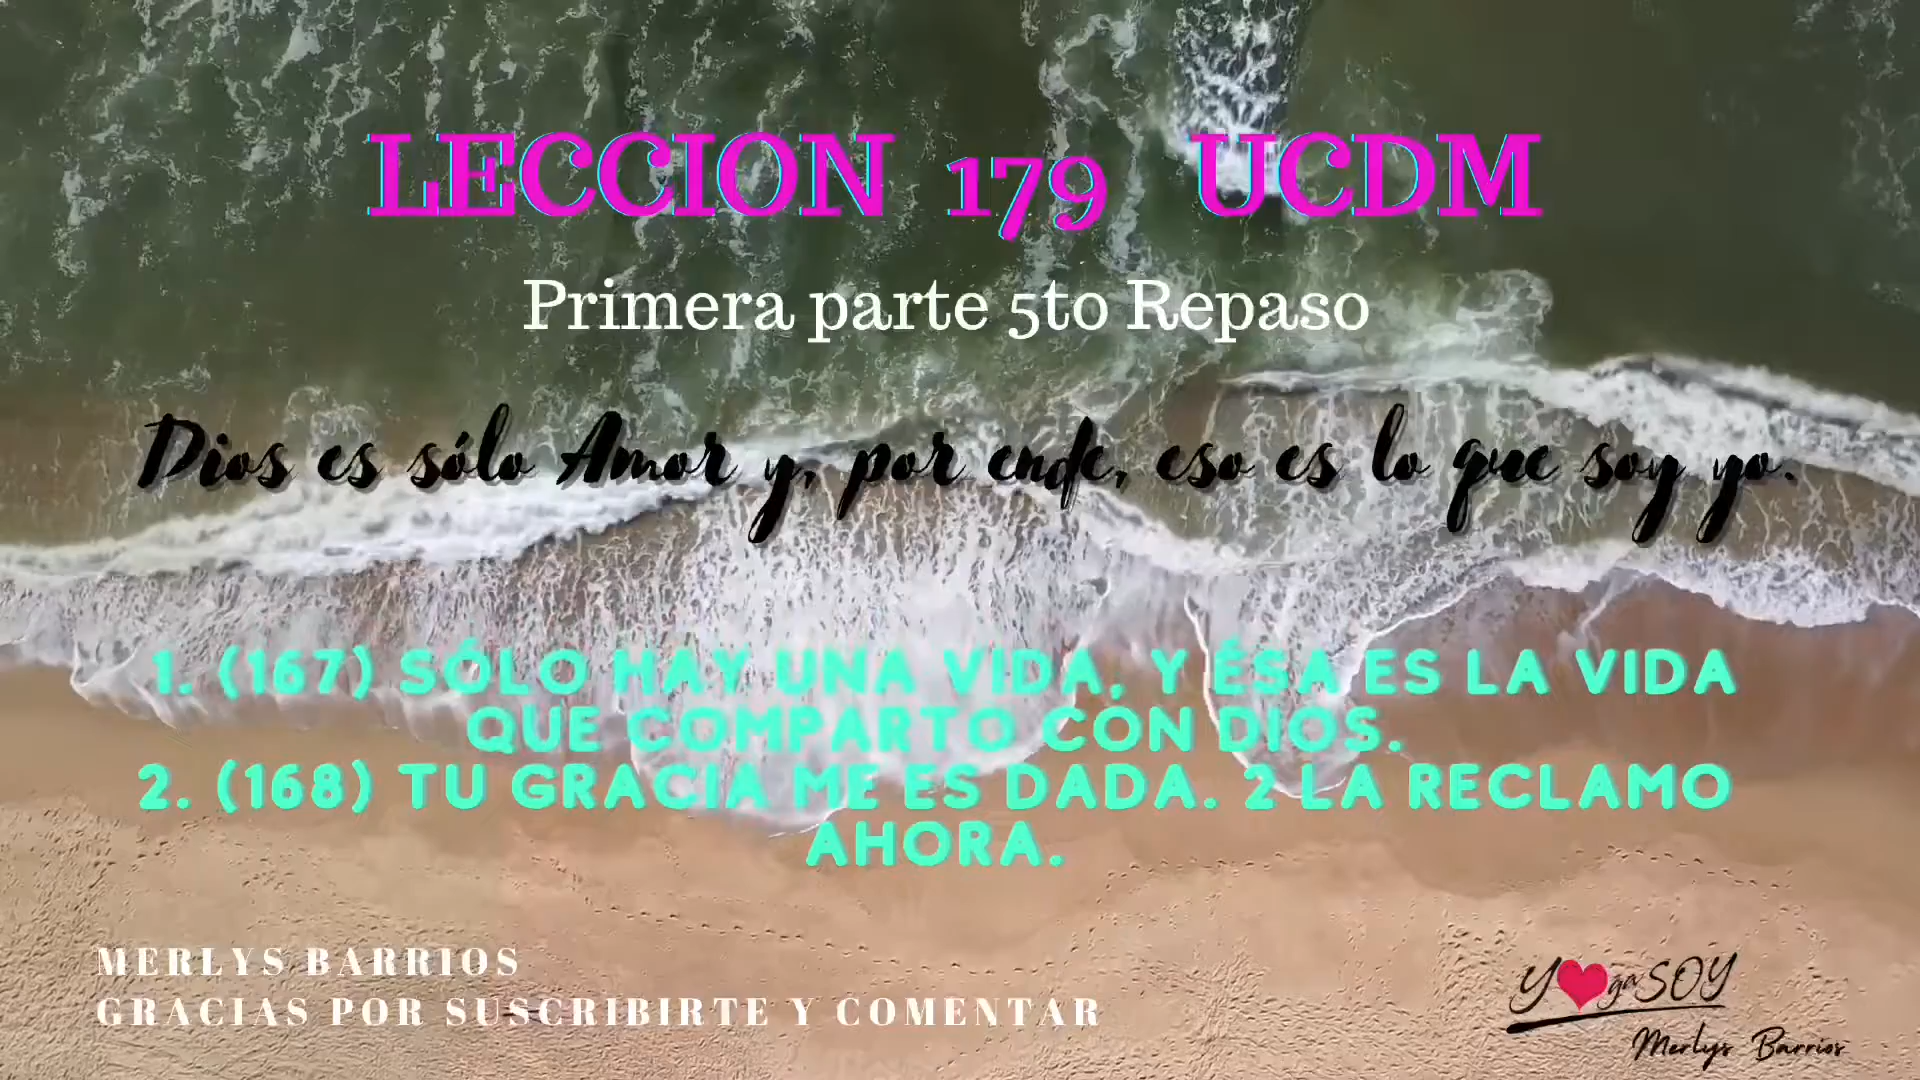 LECCION 179 UCDM
Primera parte 5to Repaso
Dios es sólo Amor y, por ende, eso es lo que soy yo.
1. (167) SÓLO HAY UNA VIDA, Y ÉSA ES LA VIDA
QUE COMPARTO CON DIOS.
2. (168) TU GRACIA ME ES DADA. 2 LA RECLAMO
AHORA.
MERLYS BARRIOS
GRACIAS POR SUSCRIBIRTE Y COMENTAR
Y❤gaSOY
Merlys Barrios